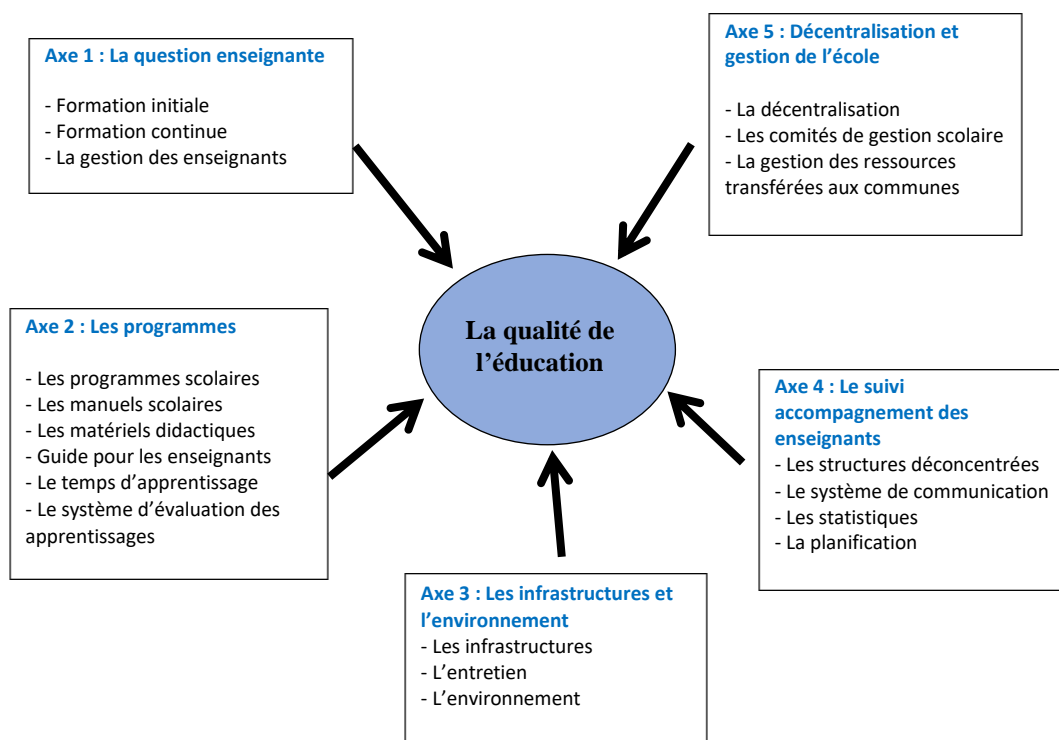 Axe 1 : La question enseignante
- Formation initiale
- Formation continue
- La gestion des enseignants
Axe 5 : Décentralisation et
gestion de l’école
- La décentralisation
- Les comités de gestion scolaire
- La gestion des ressources
transférées aux communes
La qualité de
l’éducation
Axe 2 : Les programmes
- Les programmes scolaires
- Les manuels scolaires
- Les matériels didactiques
- Guide pour les enseignants
- Le temps d’apprentissage
- Le système d’évaluation des
apprentissages
Axe 4 : Le suivi
accompagnement des
enseignants
- Les structures déconcentrées
- Le système de communication
- Les statistiques
- La planification
Axe 3 : Les infrastructures et
l’environnement
- Les infrastructures
- L’entretien
- L’environnement